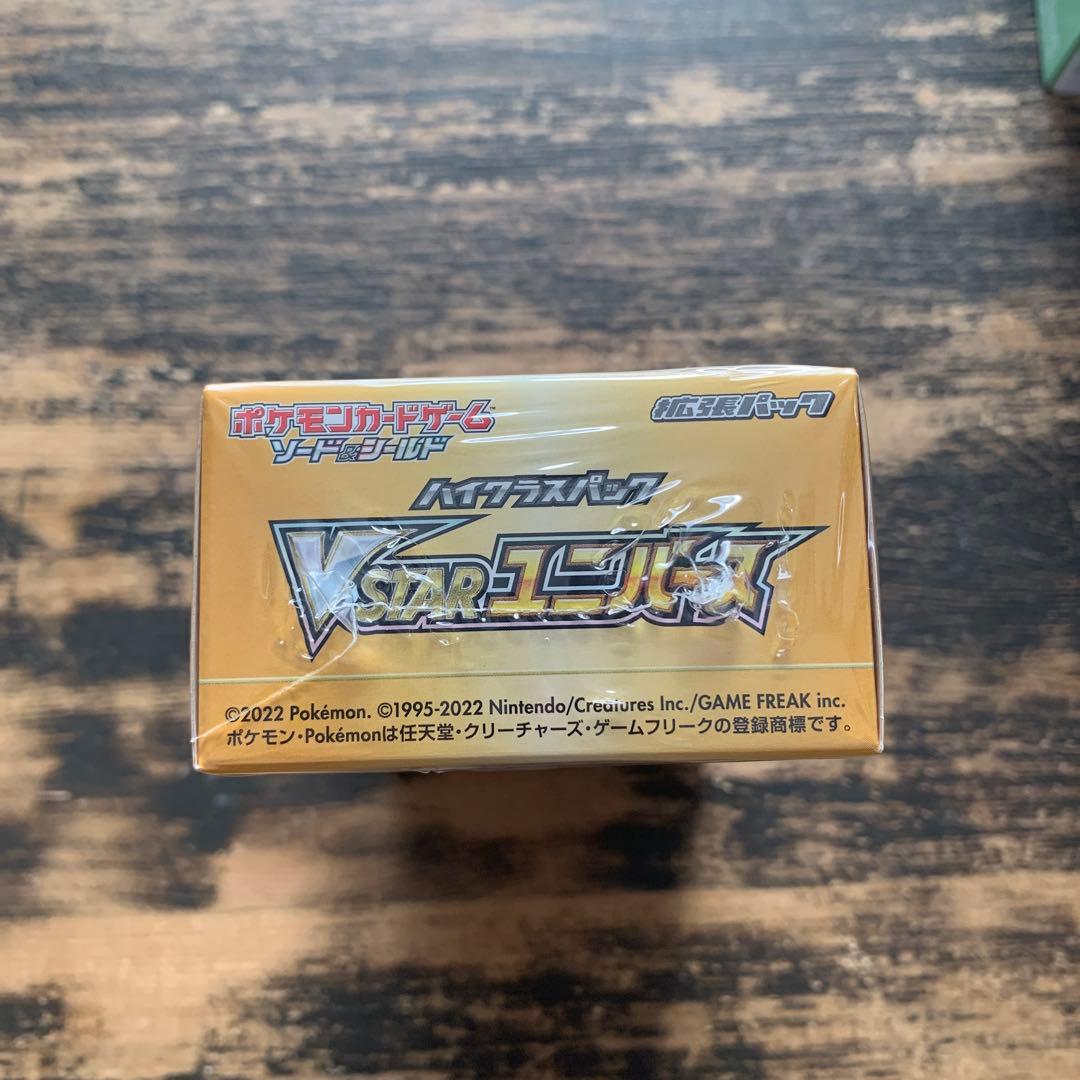 ポケモンカードゲーム™
ソード&シールド
拡張パック
ハイクラスパック
VSTARユニバース
©2022 Pokémon. ©1995-2022 Nintendo/Creatures Inc./GAME FREAK inc.
ポケモン・Pokémonは任天堂・クリーチャーズ・ゲームフリークの登録商標です。